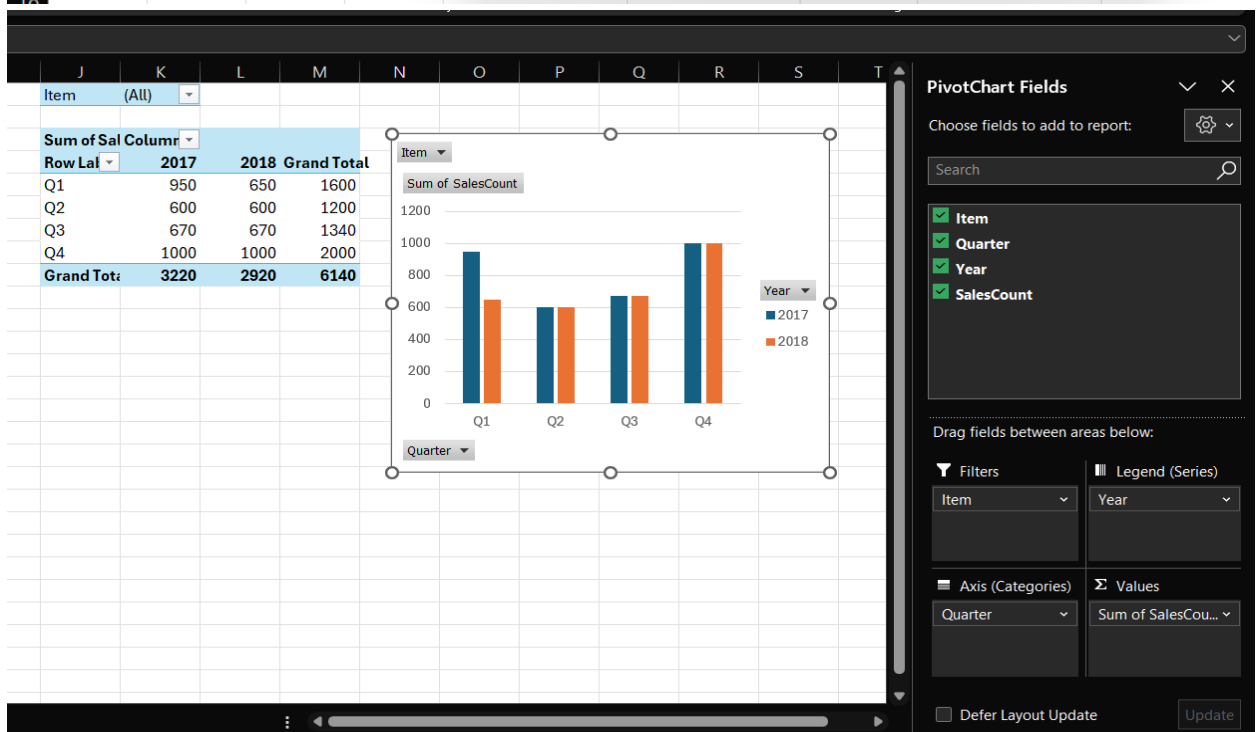 J K L M N O P Q R S T
Item (All)
Sum of Sal Column
Row Lal 2017 2018 Grand Total
Q1 950 650 1600
Q2 600 600 1200
Q3 670 670 1340
Q4 1000 1000 2000
Grand Tota 3220 2920 6140
Item
Sum of SalesCount
1200
1000
800
600
400
200
0
Q1 Q2 Q3 Q4
Year
2017
2018
Quarter
PivotChart Fields
Choose fields to add to report:
Search
Item
Quarter
Year
SalesCount
Drag fields between areas below:
Filters
Item
Legend (Series)
Year
Axis (Categories)
Quarter
Σ Values
Sum of SalesCou...
Defer Layout Update
Update